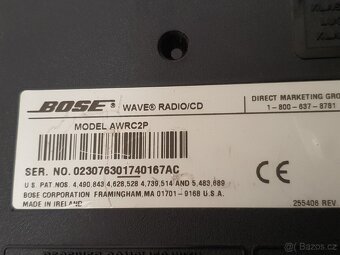 BOSE WAVE® RADIO/CD
DIRECT MARKETING GRO
1-800-637-8781
MODEL AWRC2P
SER. NO. 023076301740167AC
CE
U.S. PAT NOS. 4,490,843 4,628,528 4,739,514 AND 5,483,689
BOSE CORPORATION FRAMINGHAM, MA 01701-9168 U.S.A.
MADE IN IRELAND
255408 REV
bazos.cz